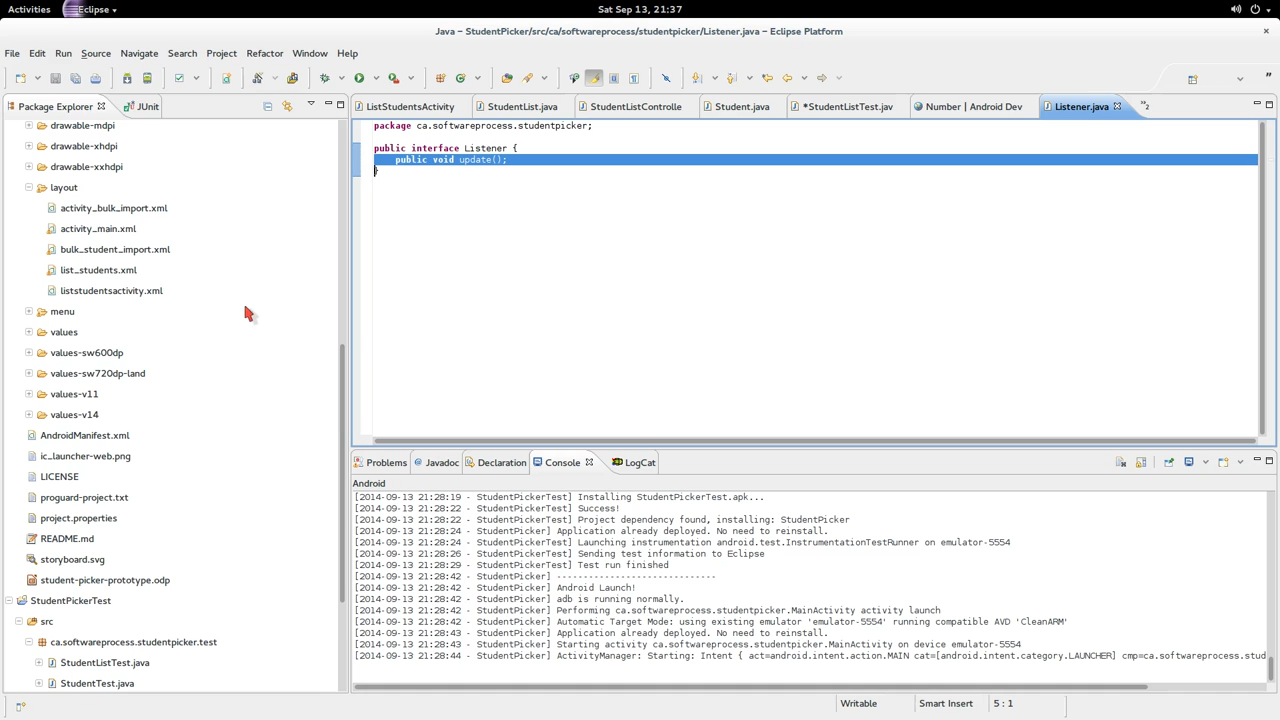 Activities Eclipse Sat Sep 13, 21:37
Java – StudentPicker/src/ca/softwareprocess/studentpicker/Listener.java – Eclipse Platform
File Edit Run Source Navigate Search Project Refactor Window Help
Package Explorer JUnit
ListStudentsActivity StudentList.java StudentListControlle Student.java *StudentListTest.jav Number | Android Dev Listener.java »2
drawable-mdpi
drawable-xhdpi
drawable-xxhdpi
layout
activity_bulk_import.xml
activity_main.xml
bulk_student_import.xml
list_students.xml
liststudentsactivity.xml
menu
values
values-sw600dp
values-sw720dp-land
values-v11
values-v14
AndroidManifest.xml
ic_launcher-web.png
LICENSE
proguard-project.txt
project.properties
README.md
storyboard.svg
student-picker-prototype.odp
StudentPickerTest
src
ca.softwareprocess.studentpicker.test
StudentListTest.java
StudentTest.java
package ca.softwareprocess.studentpicker;
public interface Listener {
public void update();
}
Problems Javadoc Declaration Console LogCat
Android
[2014-09-13 21:28:19 - StudentPickerTest] Installing StudentPickerTest.apk...
[2014-09-13 21:28:22 - StudentPickerTest] Success!
[2014-09-13 21:28:22 - StudentPickerTest] Project dependency found, installing: StudentPicker
[2014-09-13 21:28:24 - StudentPickerTest] Application already deployed. No need to reinstall.
[2014-09-13 21:28:24 - StudentPickerTest] Launching instrumentation android.test.InstrumentationTestRunner on emulator-5554
[2014-09-13 21:28:26 - StudentPickerTest] Sending test information to Eclipse
[2014-09-13 21:28:29 - StudentPickerTest] Test run finished
[2014-09-13 21:28:42 - StudentPicker] ------------------------------
[2014-09-13 21:28:42 - StudentPicker] Android Launch!
[2014-09-13 21:28:42 - StudentPicker] adb is running normally.
[2014-09-13 21:28:42 - StudentPicker] Performing ca.softwareprocess.studentpicker.MainActivity activity launch
[2014-09-13 21:28:42 - StudentPicker] Automatic Target Mode: using existing emulator 'emulator-5554' running compatible AVD 'CleanARM'
[2014-09-13 21:28:43 - StudentPicker] Application already deployed. No need to reinstall.
[2014-09-13 21:28:43 - StudentPicker] Starting activity ca.softwareprocess.studentpicker.MainActivity on device emulator-5554
[2014-09-13 21:28:44 - StudentPicker] ActivityManager: Starting: Intent { act=android.intent.action.MAIN cat=[android.intent.category.LAUNCHER] cmp=ca.softwareprocess.stud
Writable Smart Insert 5 : 1